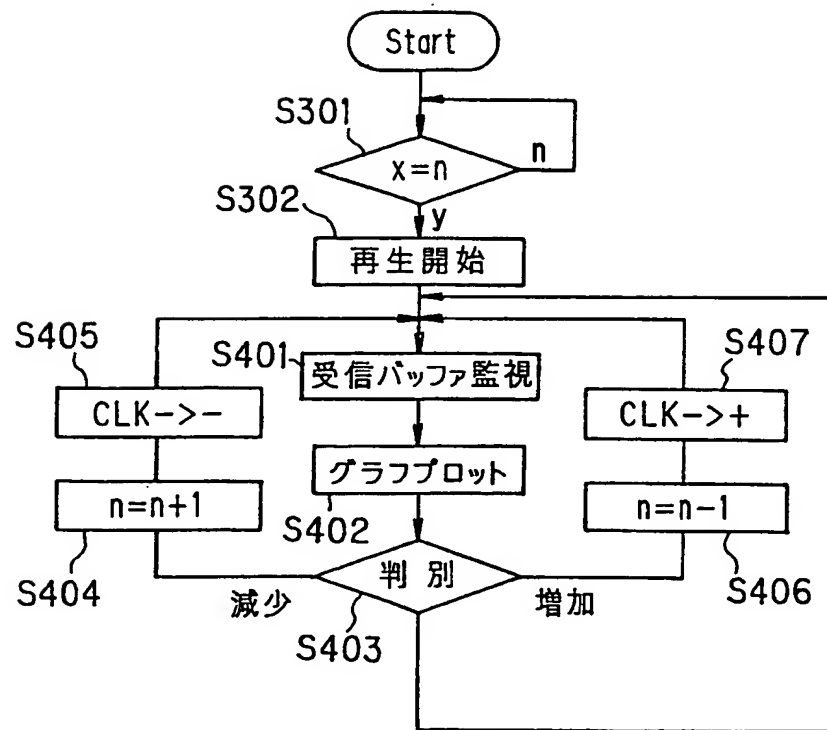 Start
S301
x=n
n
y
S302
再生開始
S405
CLK->-
S401
受信バッファ監視
S407
CLK->+
n=n+1
S404
グラフプロット
S402
n=n-1
S406
判別
減少
増加
S403